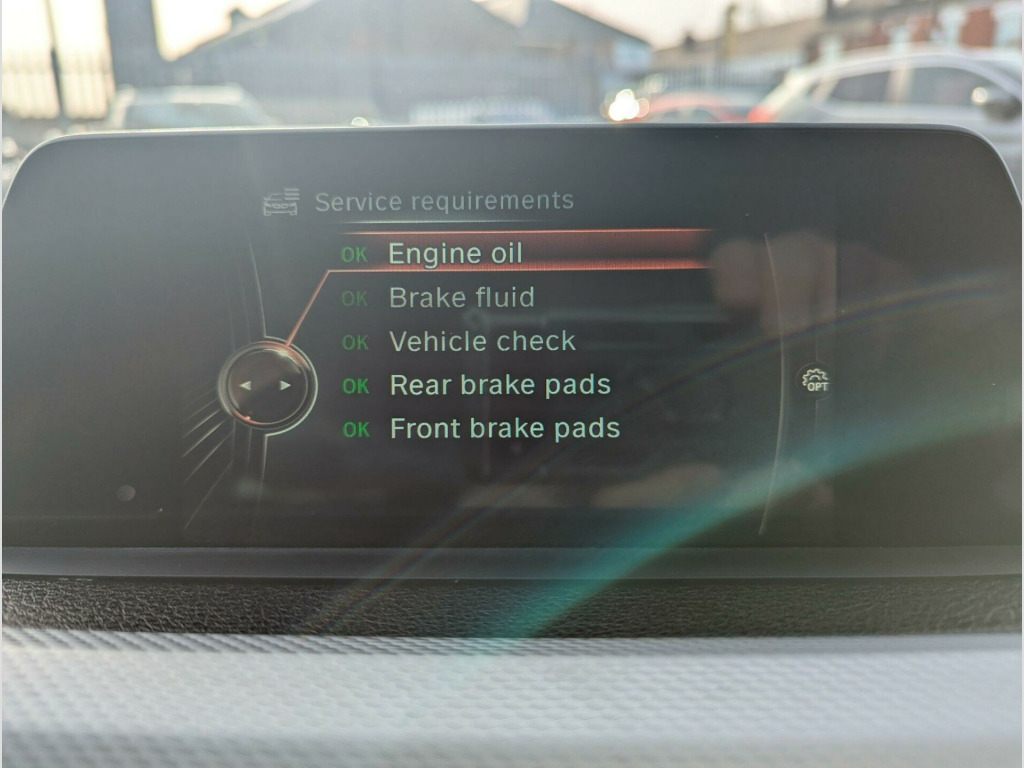 Service requirements
OK Engine oil
OK Brake fluid
OK Vehicle check
OK Rear brake pads
OK Front brake pads
OPT